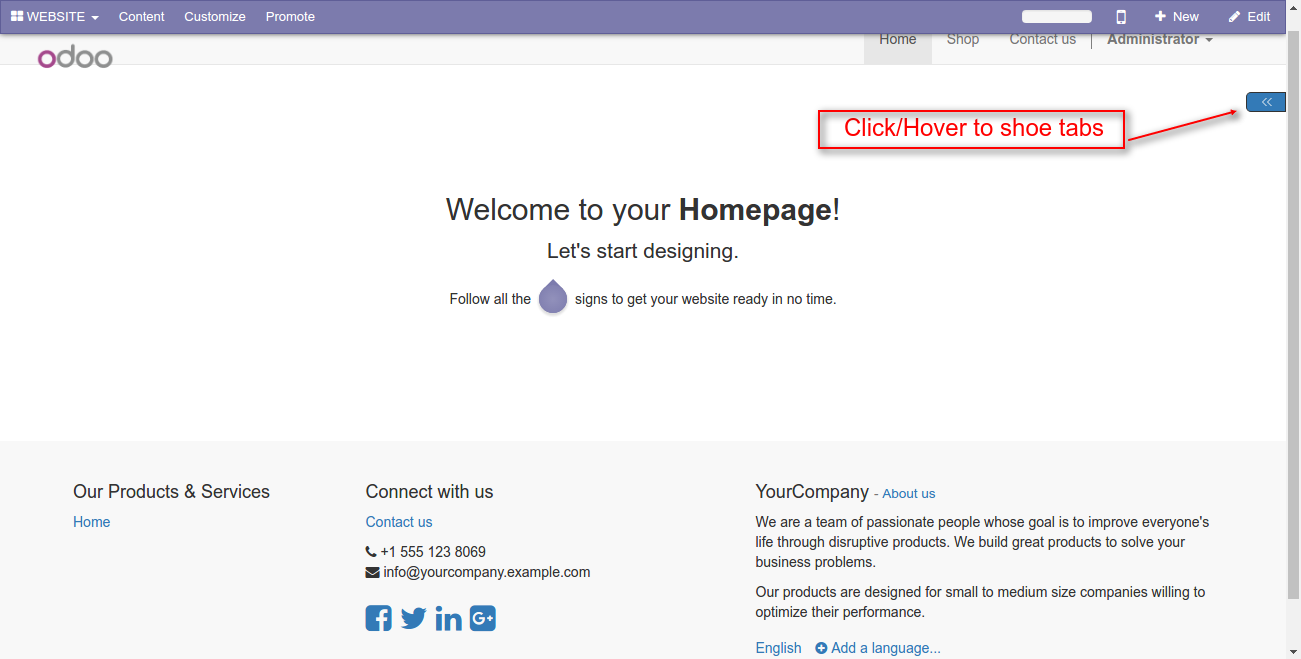 WEBSITE Content Customize Promote New Edit
odoo Home Shop Contact us Administrator
Click/Hover to shoe tabs
Welcome to your Homepage!
Let's start designing.
Follow all the signs to get your website ready in no time.
Our Products & Services
Home
Connect with us
Contact us
+1 555 123 8069
info@yourcompany.example.com
YourCompany - About us
We are a team of passionate people whose goal is to improve everyone's
life through disruptive products. We build great products to solve your
business problems.
Our products are designed for small to medium size companies willing to
optimize their performance.
English Add a language...